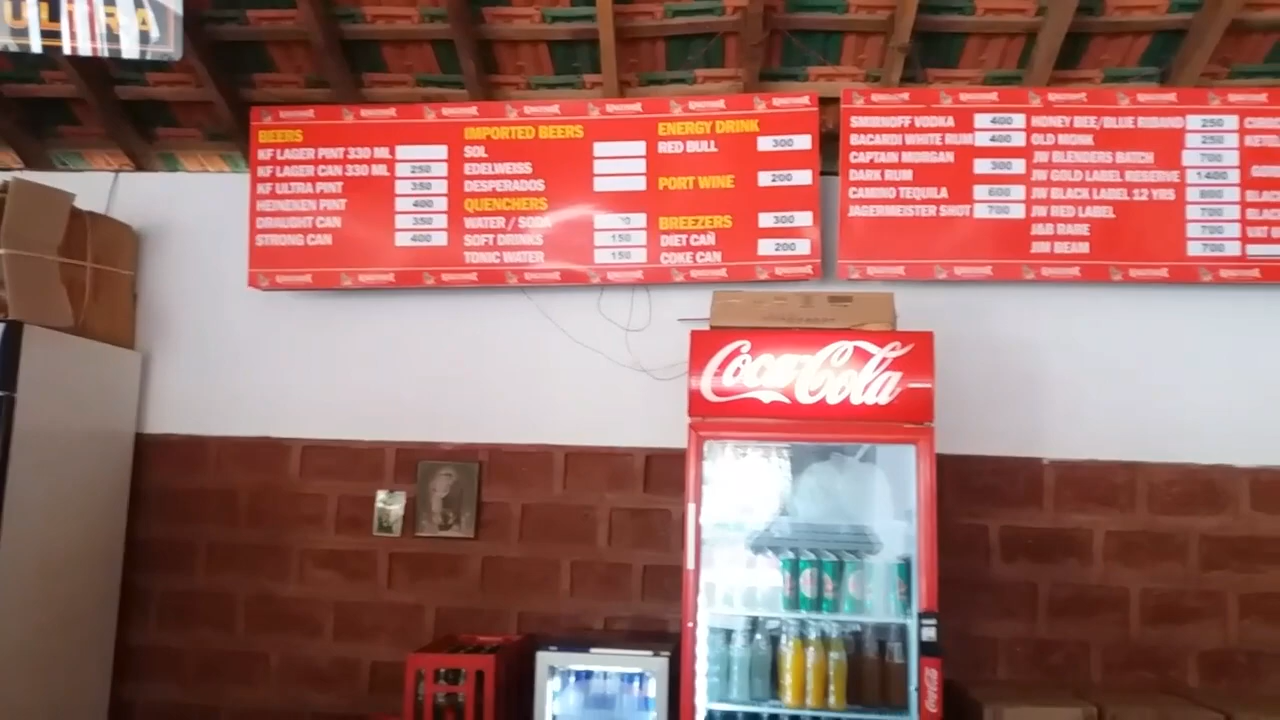 ULTRA
BEERS
KF LAGER PINT 330 ML
KF LAGER CAN 330 ML 250
KF ULTRA PINT 350
HEINEKEN PINT 400
DRAUGHT CAN 350
STRONG CAN 400
IMPORTED BEERS
SOL
EDELWEISS
DESPERADOS
QUENCHERS
WATER / SODA
SOFT DRINKS 150
TONIC WATER 150
ENERGY DRINK
RED BULL 300
PORT WINE 200
BREEZERS 300
DIET CAN
COKE CAN 200
SMIRNOFF VODKA 400
BACARDI WHITE RUM 400
CAPTAIN MORGAN
DARK RUM 300
CAMINO TEQUILA 600
JAGERMEISTER SHOT 700
HONEY BEE/BLUE RIBAND 250
OLD MONK 250
JW BLENDERS BATCH 700
JW GOLD LABEL RESERVE 1400
JW BLACK LABEL 12 YRS 800
JW RED LABEL 700
J&B RARE 700
JIM BEAM 700
Coca-Cola
Coca-Cola